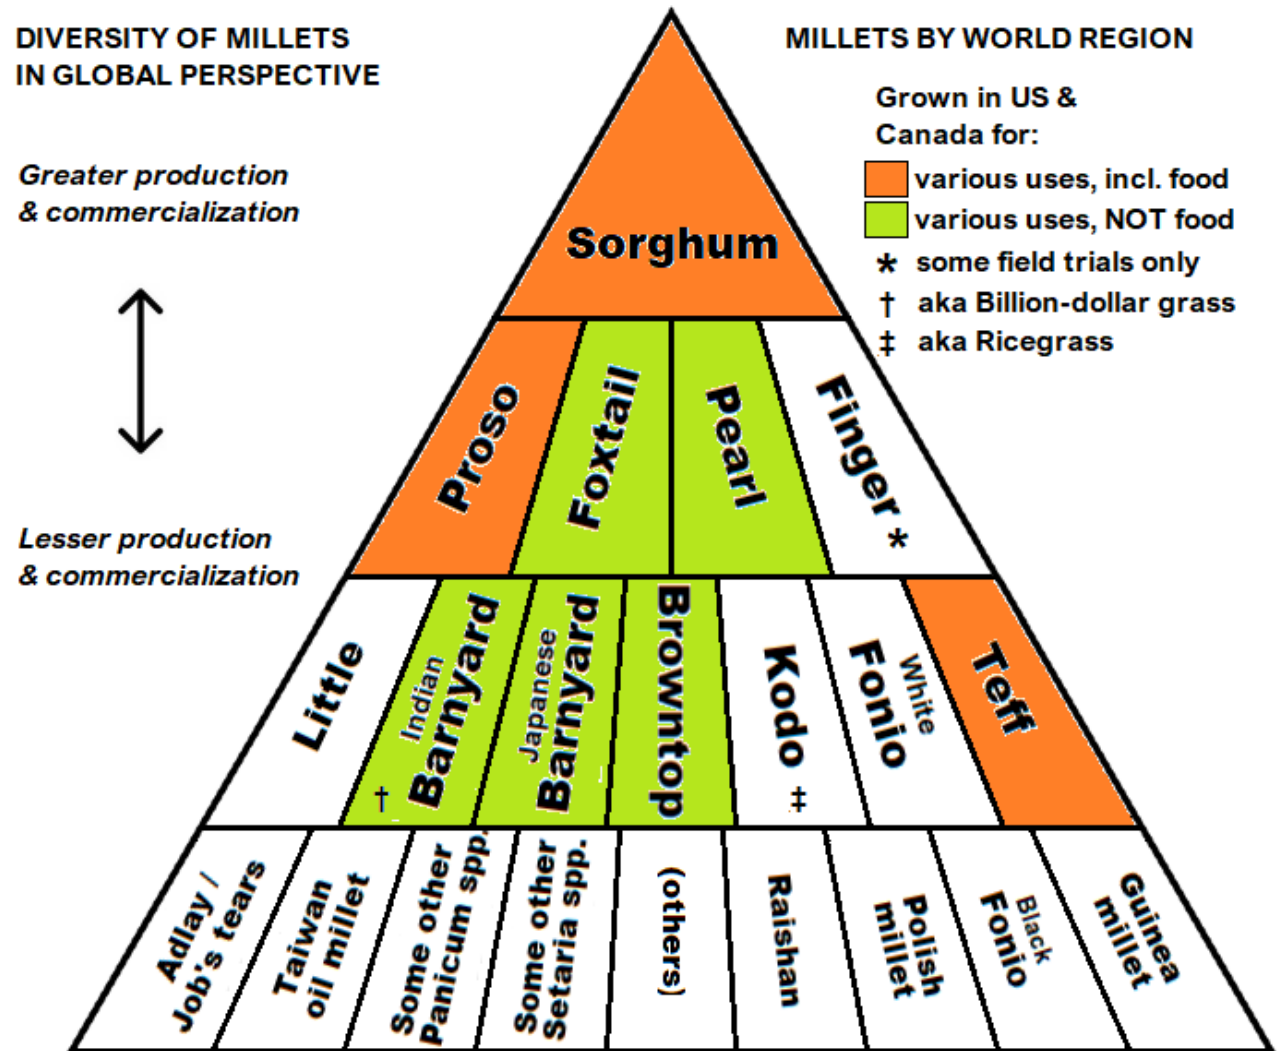 DIVERSITY OF MILLETS
IN GLOBAL PERSPECTIVE
MILLETS BY WORLD REGION
Grown in US &
Canada for:
various uses, incl. food
various uses, NOT food
* some field trials only
† aka Billion-dollar grass
‡ aka Ricegrass
Greater production
& commercialization
Lesser production
& commercialization
Sorghum
Proso
Foxtail
Pearl
Finger *
Little
Indian
Barnyard
†
Japanese
Barnyard
Browntop
Kodo ‡
White
Fonio
Teff
Adlay /
Job's tears
Taiwan
oil millet
Some other
Panicum spp.
Some other
Setaria spp.
(others)
Raishan
Polish
millet
Black
Fonio
Guinea
millet